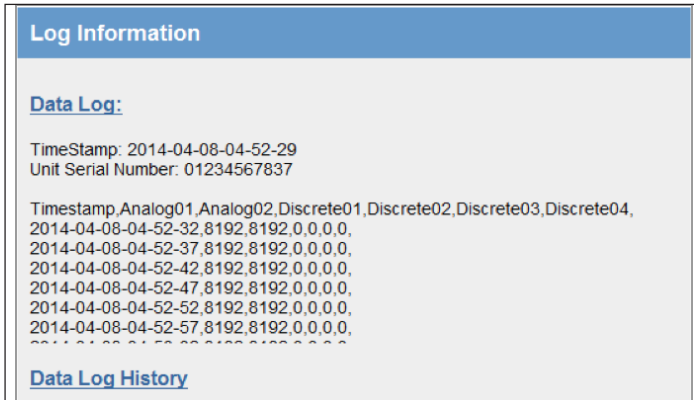 Log Information
Data Log:
TimeStamp: 2014-04-08-04-52-29
Unit Serial Number: 01234567837
Timestamp,Analog01,Analog02,Discrete01,Discrete02,Discrete03,Discrete04,
2014-04-08-04-52-32,8192,8192,0,0,0,0,
2014-04-08-04-52-37,8192,8192,0,0,0,0,
2014-04-08-04-52-42,8192,8192,0,0,0,0,
2014-04-08-04-52-47,8192,8192,0,0,0,0,
2014-04-08-04-52-52,8192,8192,0,0,0,0,
2014-04-08-04-52-57,8192,8192,0,0,0,0,
Data Log History